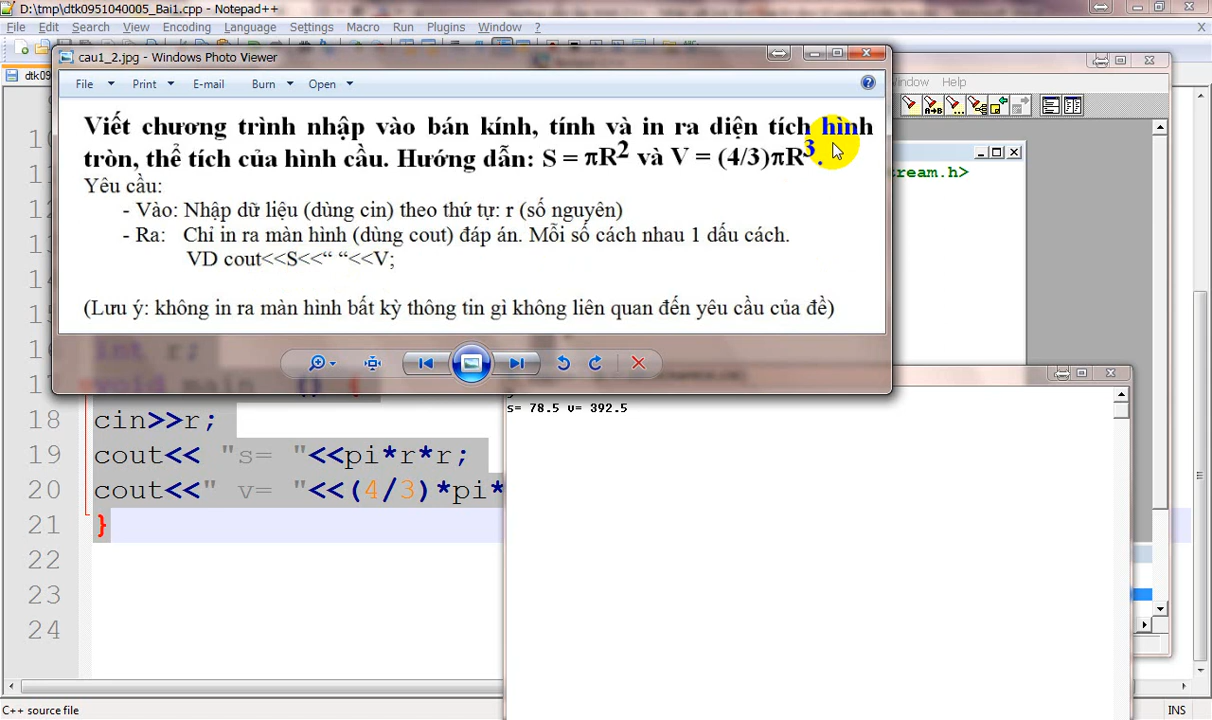 D:\tmp\dtk0951040005_Bai1.cpp - Notepad++
File Edit Search View Encoding Language Settings Macro Run Plugins Window ?
cau1_2.jpg - Windows Photo Viewer
File Print E-mail Burn Open
Viết chương trình nhập vào bán kính, tính và in ra diện tích hình
tròn, thể tích của hình cầu. Hướng dẫn: S = πR2 và V = (4/3)πR3.
Yêu cầu:
- Vào: Nhập dữ liệu (dùng cin) theo thứ tự: r (số nguyên)
- Ra: Chỉ in ra màn hình (dùng cout) đáp án. Mỗi số cách nhau 1 dấu cách.
VD cout<<S<<“ “<<V;
(Lưu ý: không in ra màn hình bất kỳ thông tin gì không liên quan đến yêu cầu của đề)
Help
ream.h>
int r;
17 void main () {
18 cin>>r;
19 cout<< "s= "<<pi*r*r;
20 cout<<" v= "<<(4/3)*pi*
21 }
22
23
24
s= 78.5 v= 392.5
C++ source file
INS